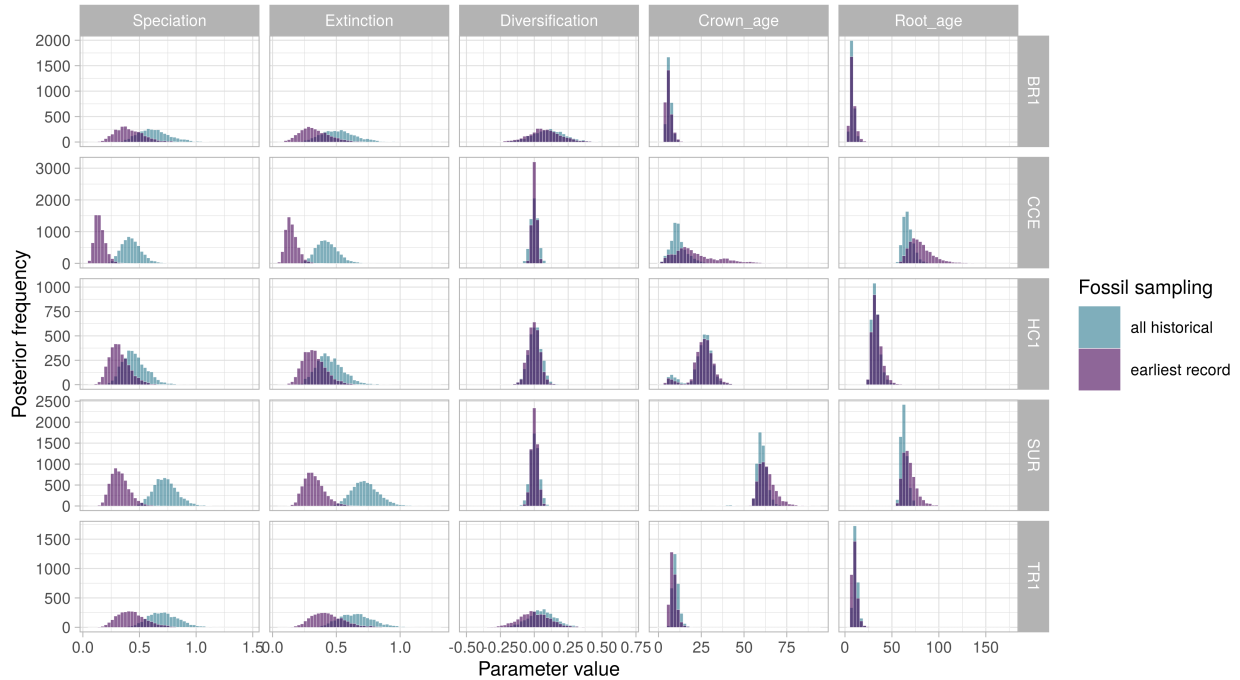 Speciation Extinction Diversification Crown_age Root_age
2000
1500
1000
500
0
BR1
3000
2000
1000
0
CCE
1000
750
500
250
0
HC1
2500
2000
1500
1000
500
0
SUR
1500
1000
500
0
TR1
0.0 0.5 1.0 1.5
0.0 0.5 1.0
-0.50 -0.25 0.00 0.25 0.50 0.75
0 25 50 75
0 50 100 150
Parameter value
Posterior frequency
Fossil sampling
all historical
earliest record